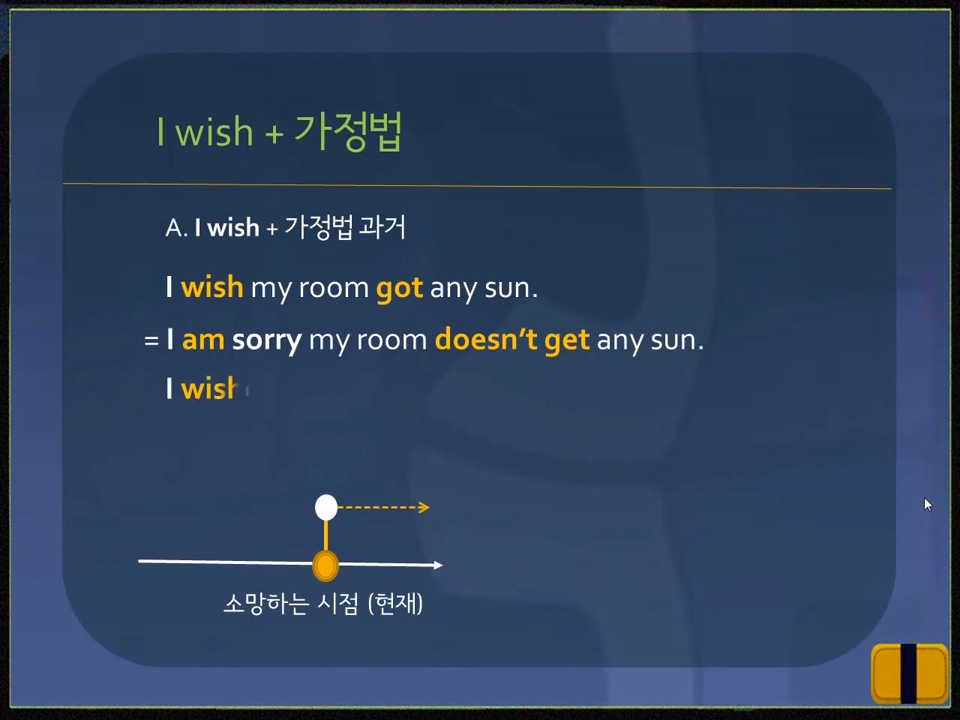 I wish + 가정법
A. I wish + 가정법 과거
I wish my room got any sun.
= I am sorry my room doesn't get any sun.
I wish
소망하는 시점 (현재)